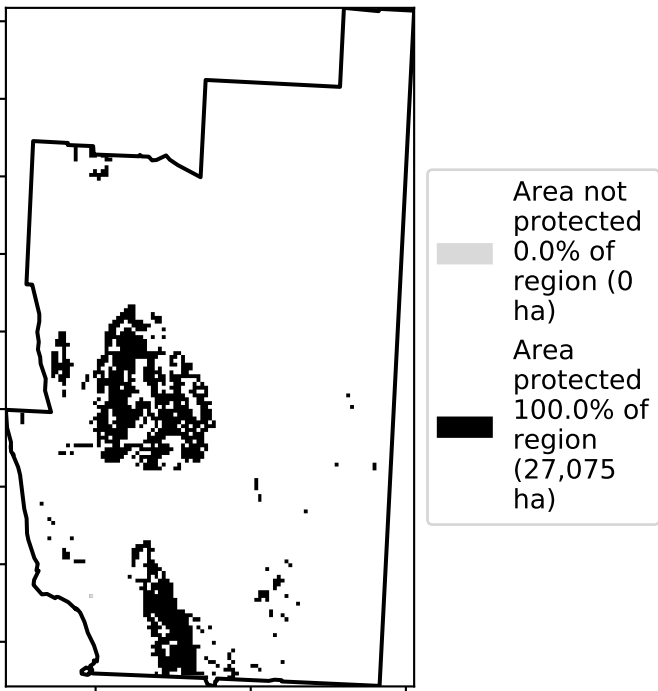 Area not
protected
0.0% of
region (0
ha)
Area
protected
100.0% of
region
(27,075
ha)